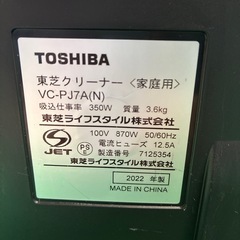 TOSHIBA
東芝クリーナー〈家庭用〉
VC-PJ7A(N)
吸込仕事率 350W 質量 3.6kg
東芝ライフスタイル株式会社
100V 870W 50/60Hz
電流ヒューズ 12.5A
製造番号 7125354
JET
PS E
東芝ライフスタイル株式会社
2022 年製
MADE IN CHINA